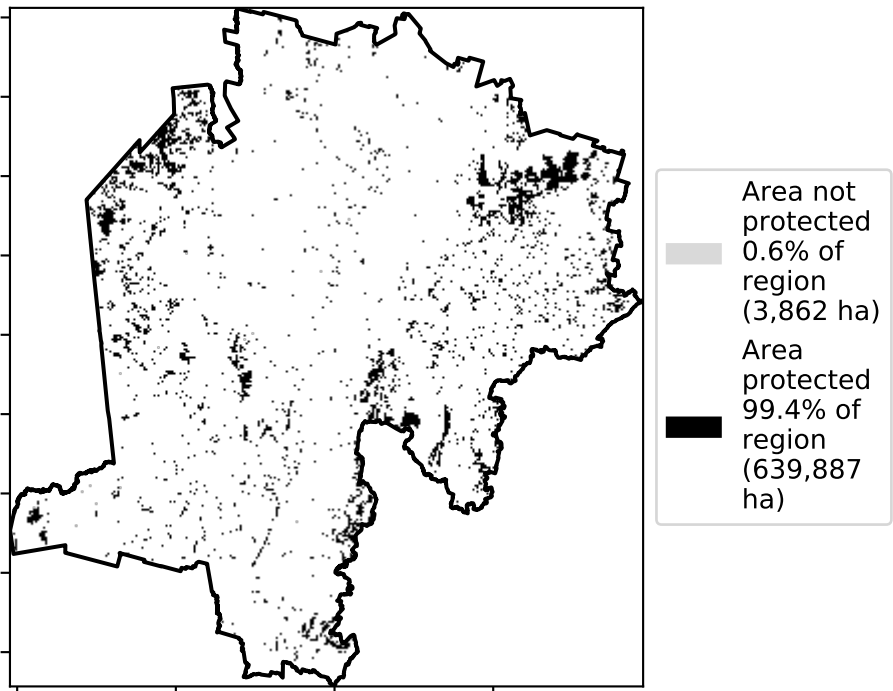 Area not
protected
0.6% of
region
(3,862 ha)
Area
protected
99.4% of
region
(639,887
ha)